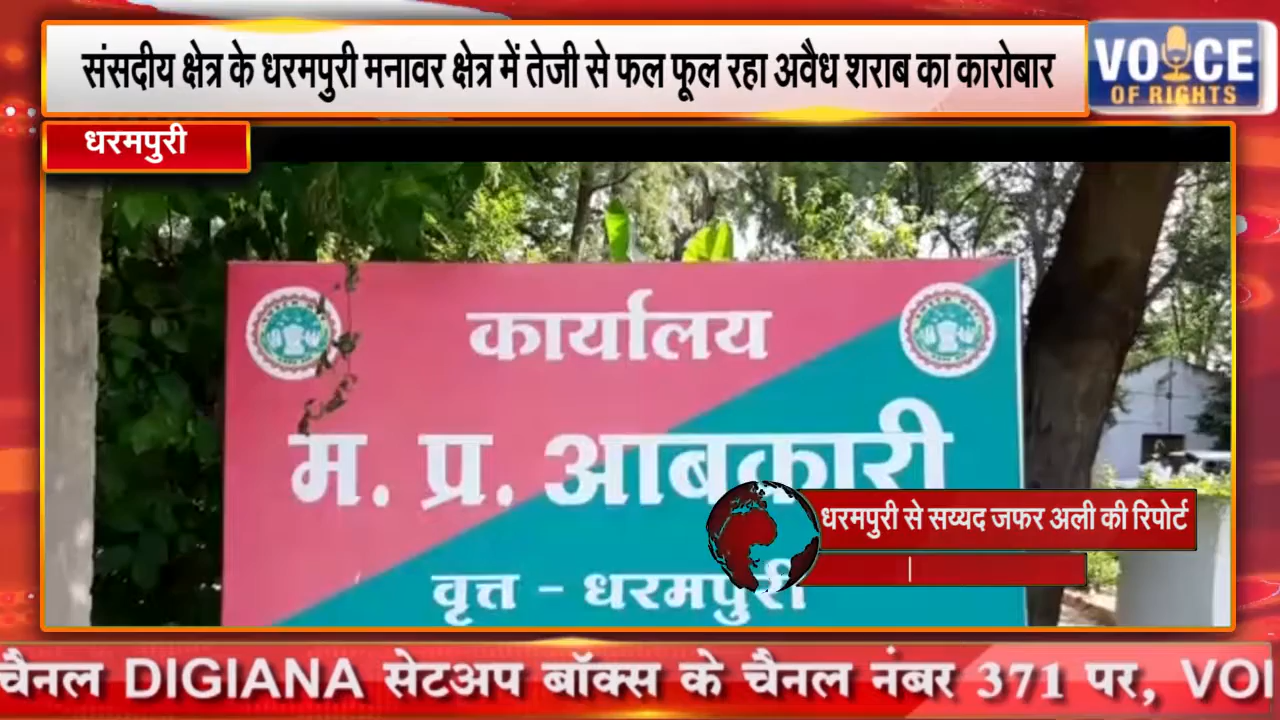 संसदीय क्षेत्र के धरमपुरी मनावर क्षेत्र में तेजी से फल फूल रहा अवैध शराब का कारोबार
VOICE
OF RIGHTS
धरमपुरी
कार्यालय
म. प्र. आबकारी
धरमपुरी से सय्यद जफर अली की रिपोर्ट
वृत्त - धरमपुरी
चैनल DIGIANA सेटअप बॉक्स के चैनल नंबर 371 पर, VOI